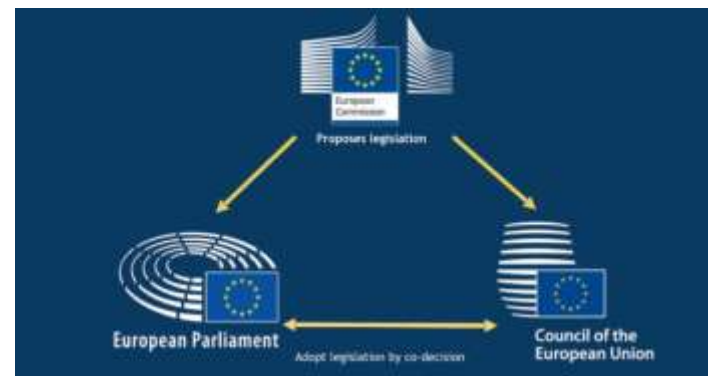 European
Commission
Proposes legislation
European Parliament
Council of the
European Union
Adopt legislation by co-decision